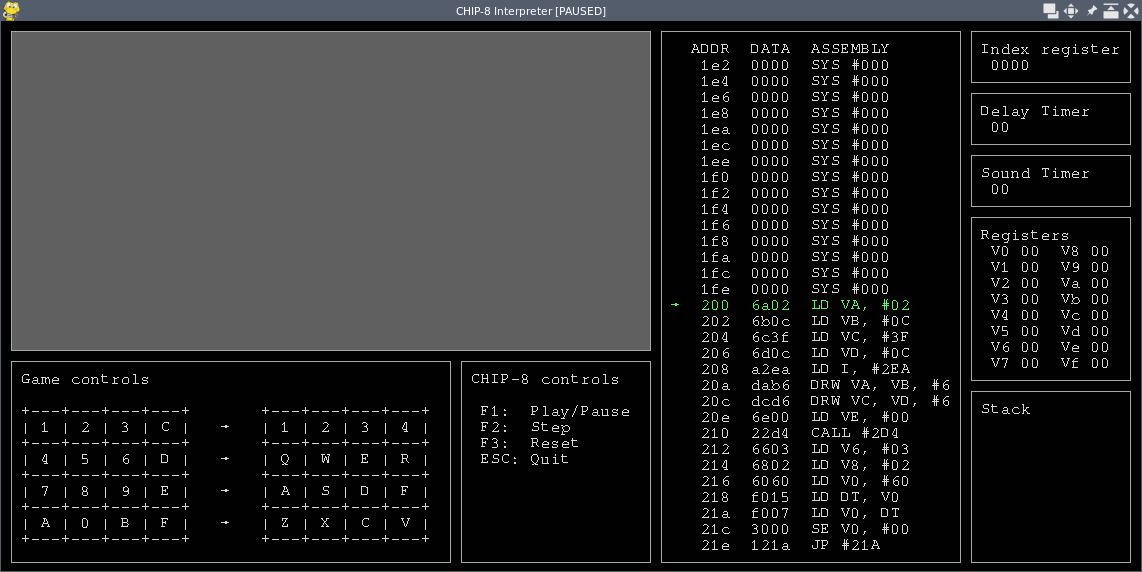 CHIP-8 Interpreter [PAUSED]
ADDR DATA ASSEMBLY
1e2 0000 SYS #000
1e4 0000 SYS #000
1e6 0000 SYS #000
1e8 0000 SYS #000
1ea 0000 SYS #000
1ec 0000 SYS #000
1ee 0000 SYS #000
1f0 0000 SYS #000
1f2 0000 SYS #000
1f4 0000 SYS #000
1f6 0000 SYS #000
1f8 0000 SYS #000
1fa 0000 SYS #000
1fc 0000 SYS #000
1fe 0000 SYS #000
→ 200 6a02 LD VA, #02
202 6b0c LD VB, #0C
204 6c3f LD VC, #3F
206 6d0c LD VD, #0C
208 a2ea LD I, #2EA
20a dab6 DRW VA, VB, #6
20c dcd6 DRW VC, VD, #6
20e 6e00 LD VE, #00
210 22d4 CALL #2D4
212 6603 LD V6, #03
214 6802 LD V8, #02
216 6060 LD V0, #60
218 f015 LD DT, V0
21a f007 LD V0, DT
21c 3000 SE V0, #00
21e 121a JP #21A
Index register
0000
Delay Timer
00
Sound Timer
00
Registers
V0 00 V8 00
V1 00 V9 00
V2 00 Va 00
V3 00 Vb 00
V4 00 Vc 00
V5 00 Vd 00
V6 00 Ve 00
V7 00 Vf 00
Stack
Game controls
+---+---+---+---+ +---+---+---+---+
| 1 | 2 | 3 | C | → | 1 | 2 | 3 | 4 |
+---+---+---+---+ +---+---+---+---+
| 4 | 5 | 6 | D | → | Q | W | E | R |
+---+---+---+---+ +---+---+---+---+
| 7 | 8 | 9 | E | → | A | S | D | F |
+---+---+---+---+ +---+---+---+---+
| A | 0 | B | F | → | Z | X | C | V |
+---+---+---+---+ +---+---+---+---+
CHIP-8 controls
F1: Play/Pause
F2: Step
F3: Reset
ESC: Quit